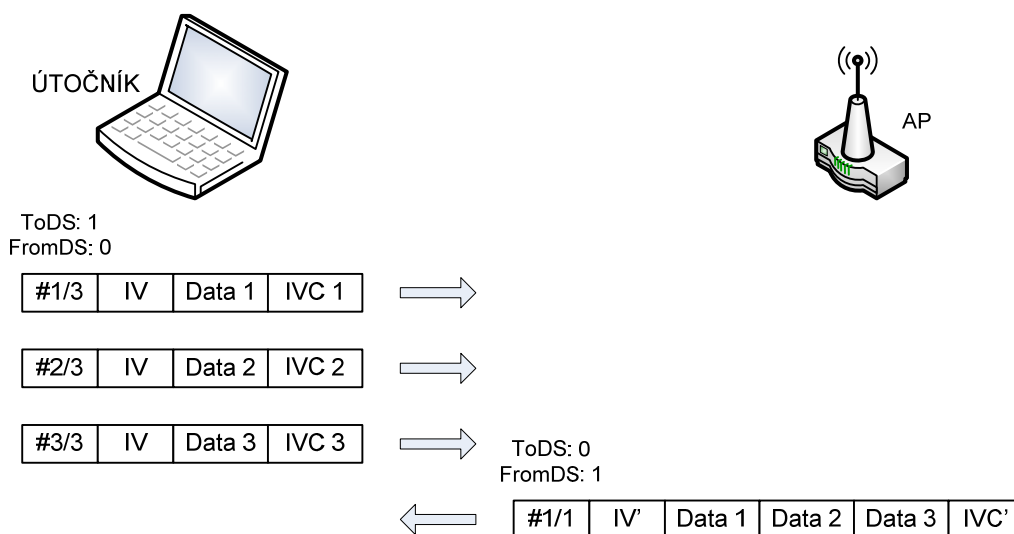 ÚTOČNÍK
AP
ToDS: 1
FromDS: 0
#1/3 IV Data 1 IVC 1
#2/3 IV Data 2 IVC 2
#3/3 IV Data 3 IVC 3
ToDS: 0
FromDS: 1
#1/1 IV' Data 1 Data 2 Data 3 IVC'